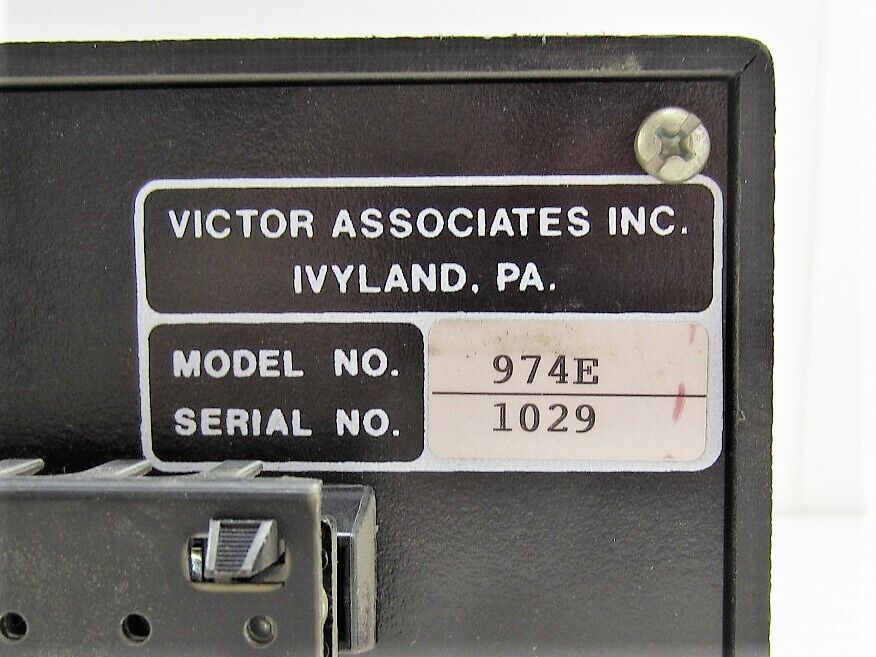 VICTOR ASSOCIATES INC.
IVYLAND, PA.
MODEL NO. 974E
SERIAL NO. 1029